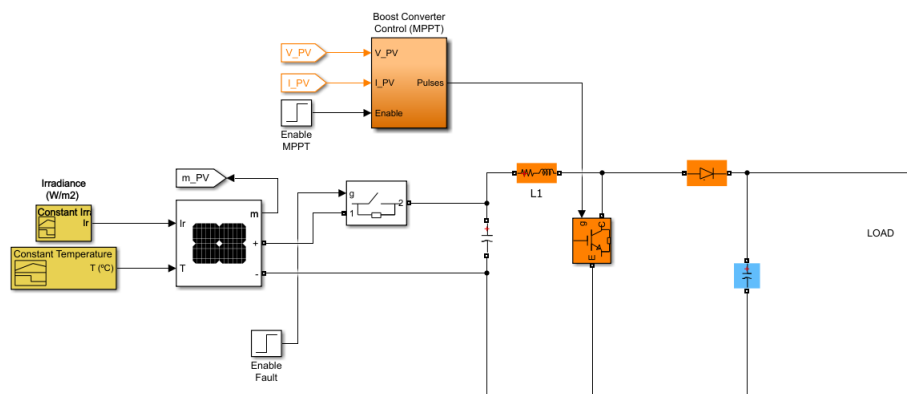 Boost Converter
Control (MPPT)
V_PV
V_PV
I_PV
I_PV
Pulses
Enable
Enable
MPPT
m_PV
Irradiance
(W/m2)
Constant Irra
Ir
Ir
m
g
1
2
+
Constant Temperature
T (ºC)
T
-
L1
g
C
E
LOAD
Enable
Fault